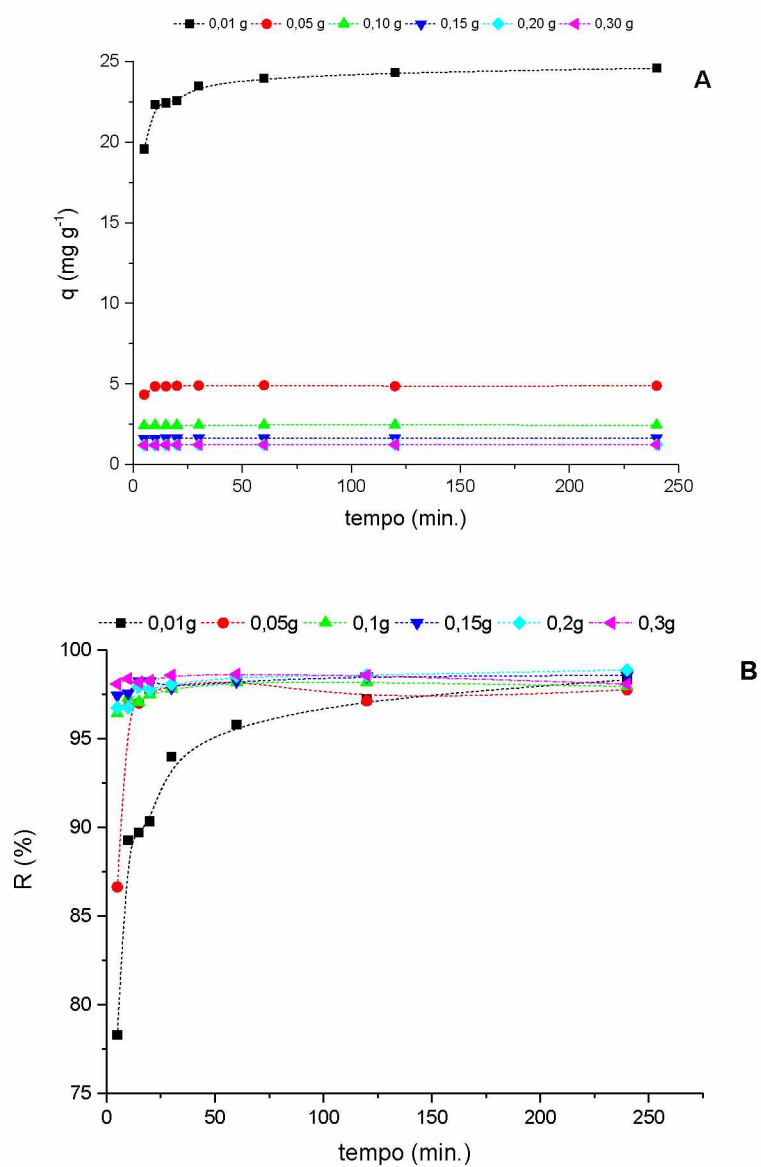 0,01 g 0,05 g 0,10 g 0,15 g 0,20 g 0,30 g
A
25
20
15
10
5
0
q (mg g⁻¹)
0 50 100 150 200 250
tempo (min.)
0,01g 0,05g 0,1g 0,15g 0,2g 0,3g
B
100
95
90
85
80
75
R (%)
0 50 100 150 200 250
tempo (min.)